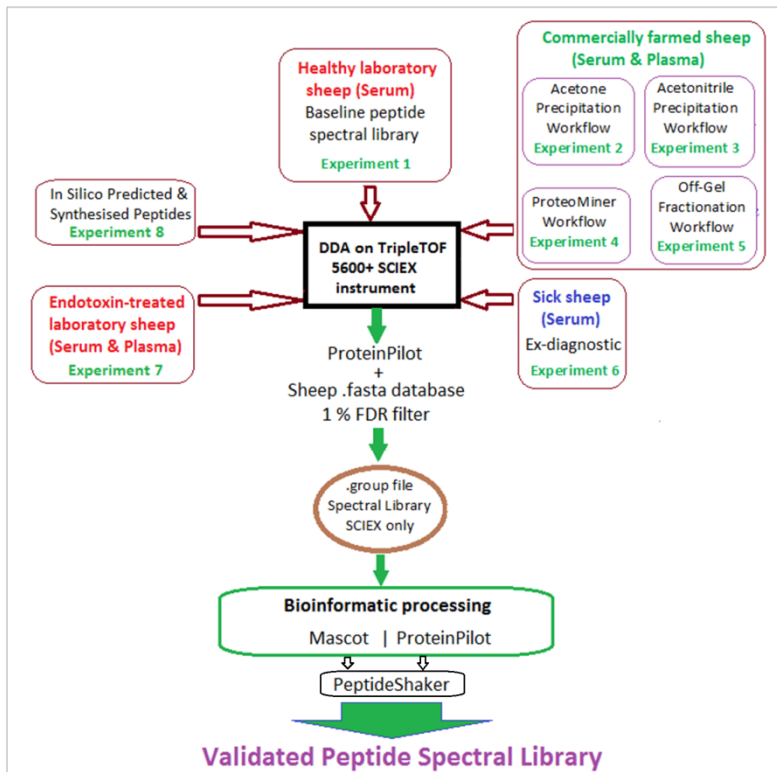 Healthy laboratory
sheep (Serum)
Baseline peptide
spectral library
Experiment 1
Commercially farmed sheep
(Serum & Plasma)
Acetone
Precipitation
Workflow
Experiment 2
Acetonitrile
Precipitation
Workflow
Experiment 3
ProteoMiner
Workflow
Experiment 4
Off-Gel
Fractionation
Workflow
Experiment 5
In Silico Predicted &
Synthesised Peptides
Experiment 8
DDA on TripleTOF
5600+ SCIEX
instrument
Endotoxin-treated
laboratory sheep
(Serum & Plasma)
Experiment 7
Sick sheep
(Serum)
Ex-diagnostic
Experiment 6
ProteinPilot
+
Sheep .fasta database
1 % FDR filter
.group file
Spectral Library
SCIEX only
Bioinformatic processing
Mascot | ProteinPilot
PeptideShaker
Validated Peptide Spectral Library